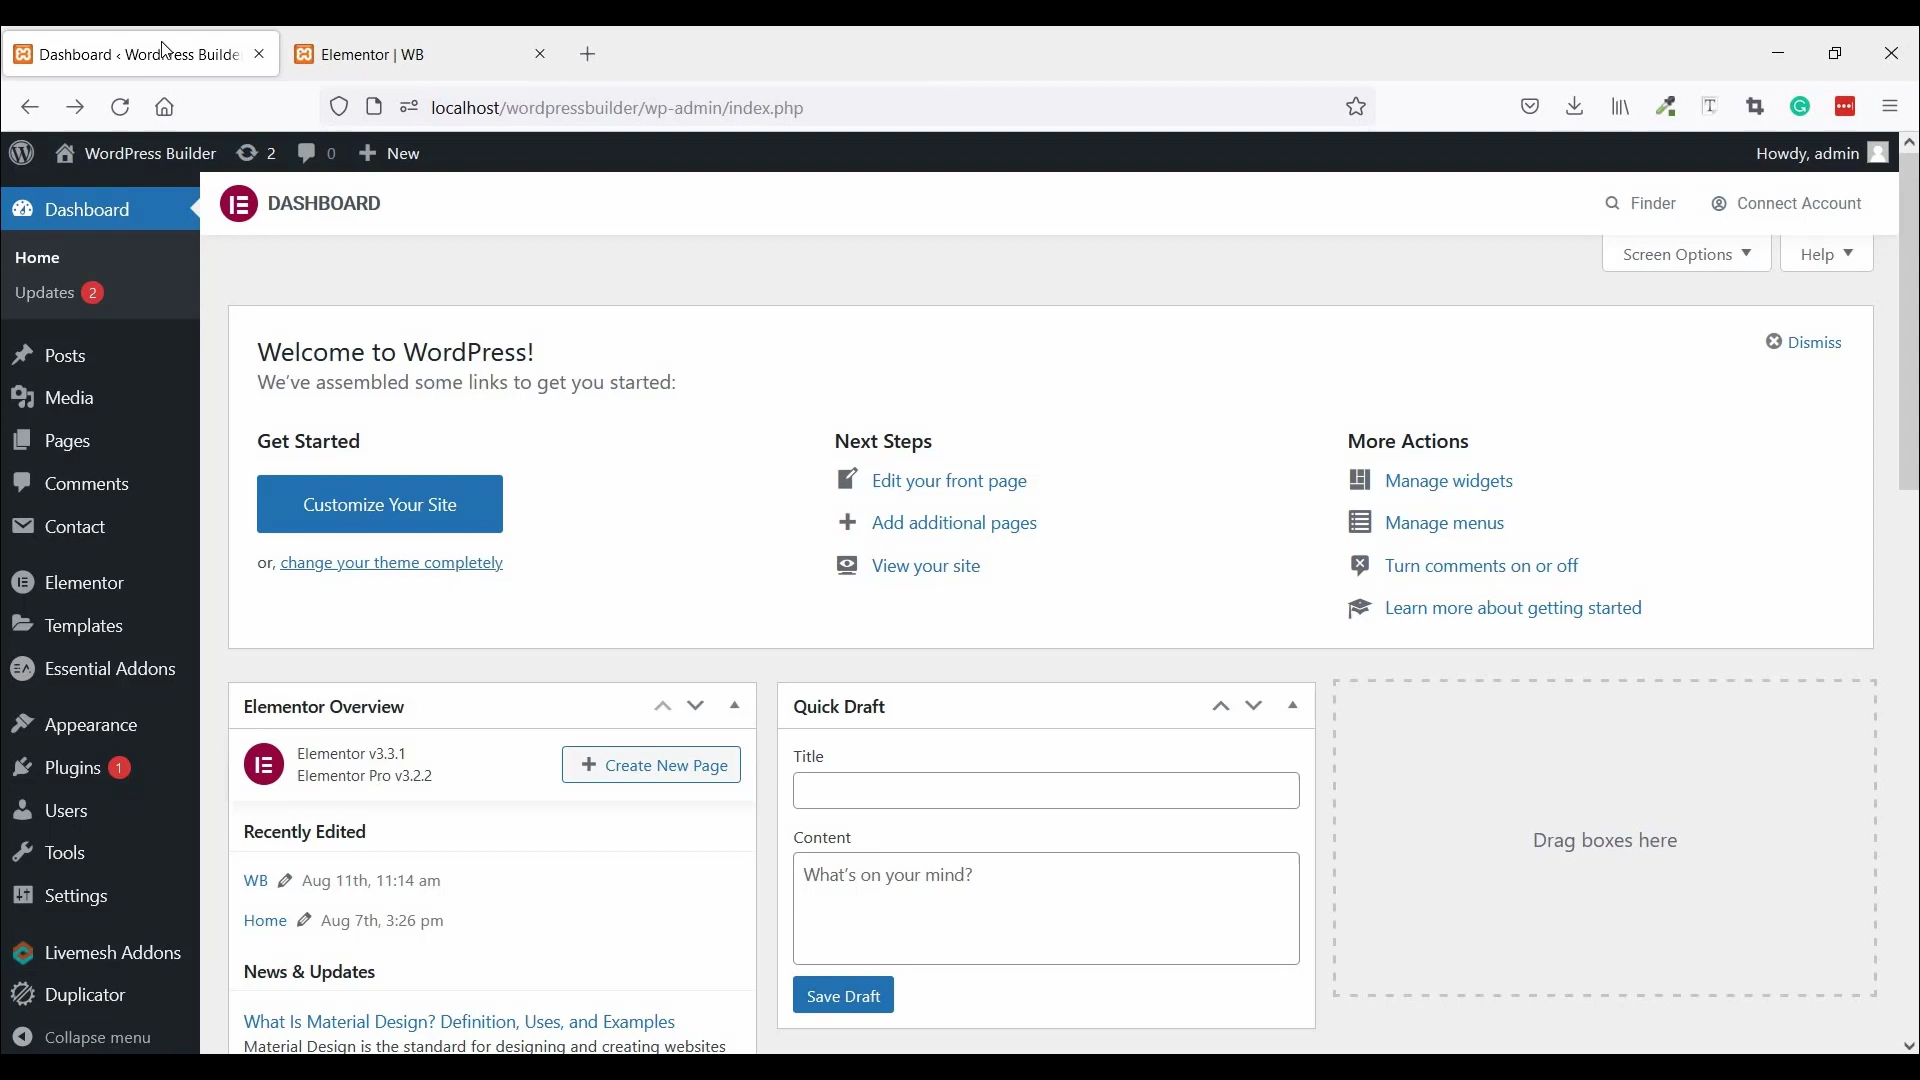 Dashboard ‹ WordPress Builde
Elementor | WB
localhost/wordpressbuilder/wp-admin/index.php
WordPress Builder
2
0
New
Howdy, admin
Dashboard
Home
Updates 2
Posts
Media
Pages
Comments
Contact
Elementor
Templates
Essential Addons
Appearance
Plugins 1
Users
Tools
Settings
Livemesh Addons
Duplicator
Collapse menu
DASHBOARD
Finder
Connect Account
Screen Options
Help
Welcome to WordPress!
We've assembled some links to get you started:
Dismiss
Get Started
Customize Your Site
or, change your theme completely
Next Steps
Edit your front page
Add additional pages
View your site
More Actions
Manage widgets
Manage menus
Turn comments on or off
Learn more about getting started
Elementor Overview
Elementor v3.3.1
Elementor Pro v3.2.2
Create New Page
Recently Edited
WB Aug 11th, 11:14 am
Home Aug 7th, 3:26 pm
News & Updates
What Is Material Design? Definition, Uses, and Examples
Material Design is the standard for designing and creating websites
Quick Draft
Title
Content
What's on your mind?
Save Draft
Drag boxes here